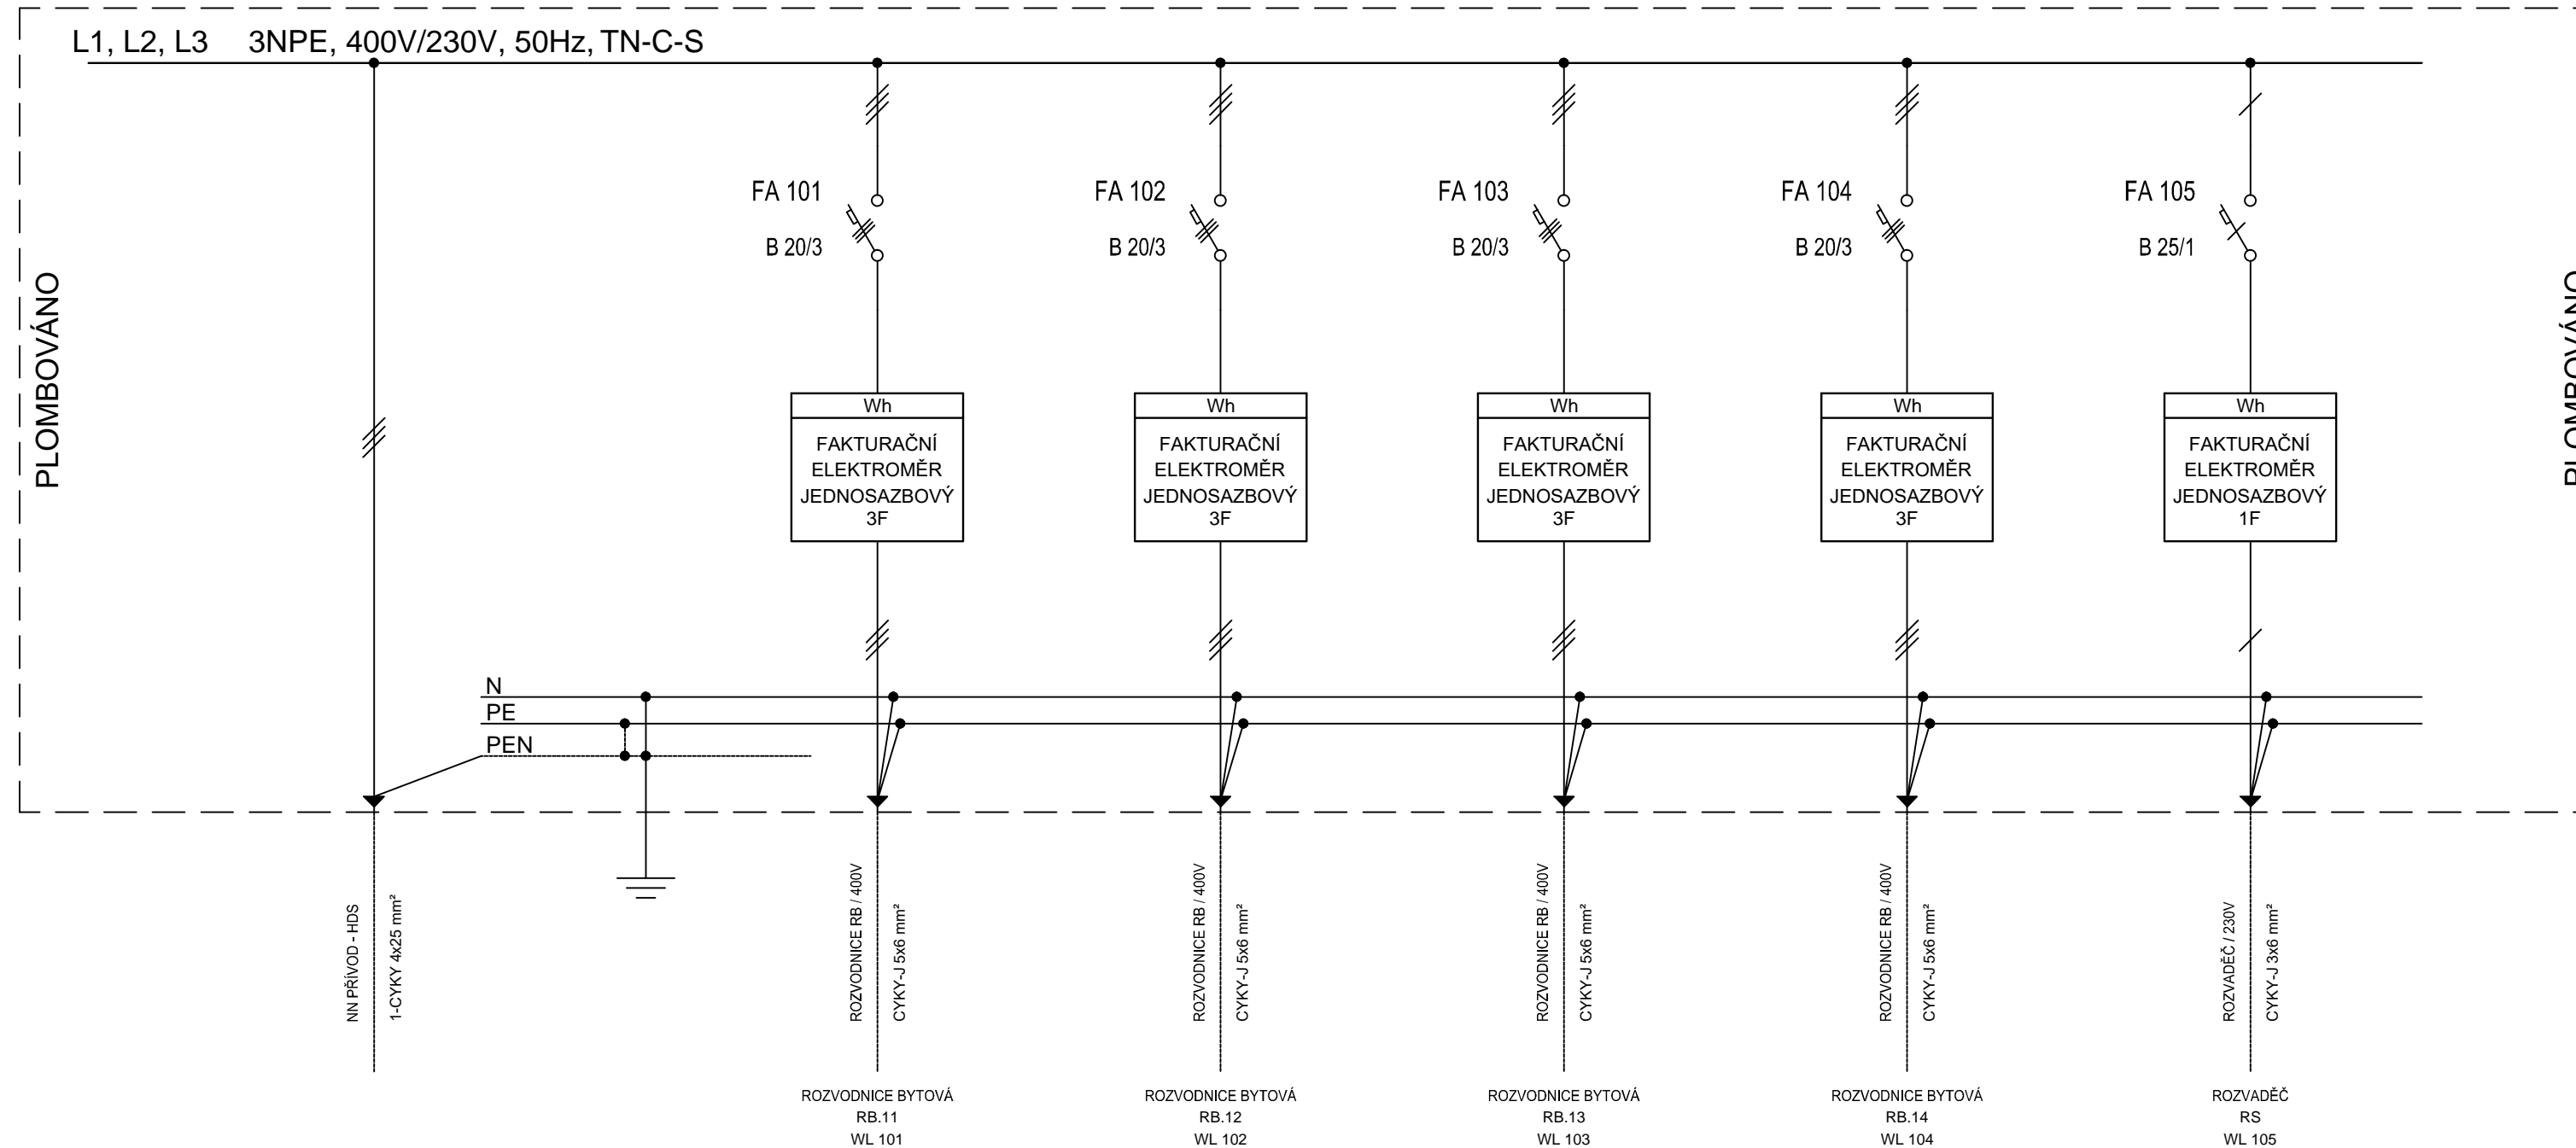 L1, L2, L3 3NPE, 400V/230V, 50Hz, TN-C-S
PLOMBOVÁNO
PLOMBOVÁNO
FA 101
B 20/3
FA 102
B 20/3
FA 103
B 20/3
FA 104
B 20/3
FA 105
B 25/1
Wh
FAKTURAČNÍ
ELEKTROMĚR
JEDNOSAZBOVÝ
3F
Wh
FAKTURAČNÍ
ELEKTROMĚR
JEDNOSAZBOVÝ
3F
Wh
FAKTURAČNÍ
ELEKTROMĚR
JEDNOSAZBOVÝ
3F
Wh
FAKTURAČNÍ
ELEKTROMĚR
JEDNOSAZBOVÝ
3F
Wh
FAKTURAČNÍ
ELEKTROMĚR
JEDNOSAZBOVÝ
1F
N
PE
PEN
NN PŘÍVOD - HDS
1-CYKY 4x25 mm²
ROZVODNICE RB / 400V
CYKY-J 5x6 mm²
ROZVODNICE RB / 400V
CYKY-J 5x6 mm²
ROZVODNICE RB / 400V
CYKY-J 5x6 mm²
ROZVODNICE RB / 400V
CYKY-J 5x6 mm²
ROZVADĚČ / 230V
CYKY-J 3x6 mm²
ROZVODNICE BYTOVÁ
RB.11
WL 101
ROZVODNICE BYTOVÁ
RB.12
WL 102
ROZVODNICE BYTOVÁ
RB.13
WL 103
ROZVODNICE BYTOVÁ
RB.14
WL 104
ROZVADĚČ
RS
WL 105